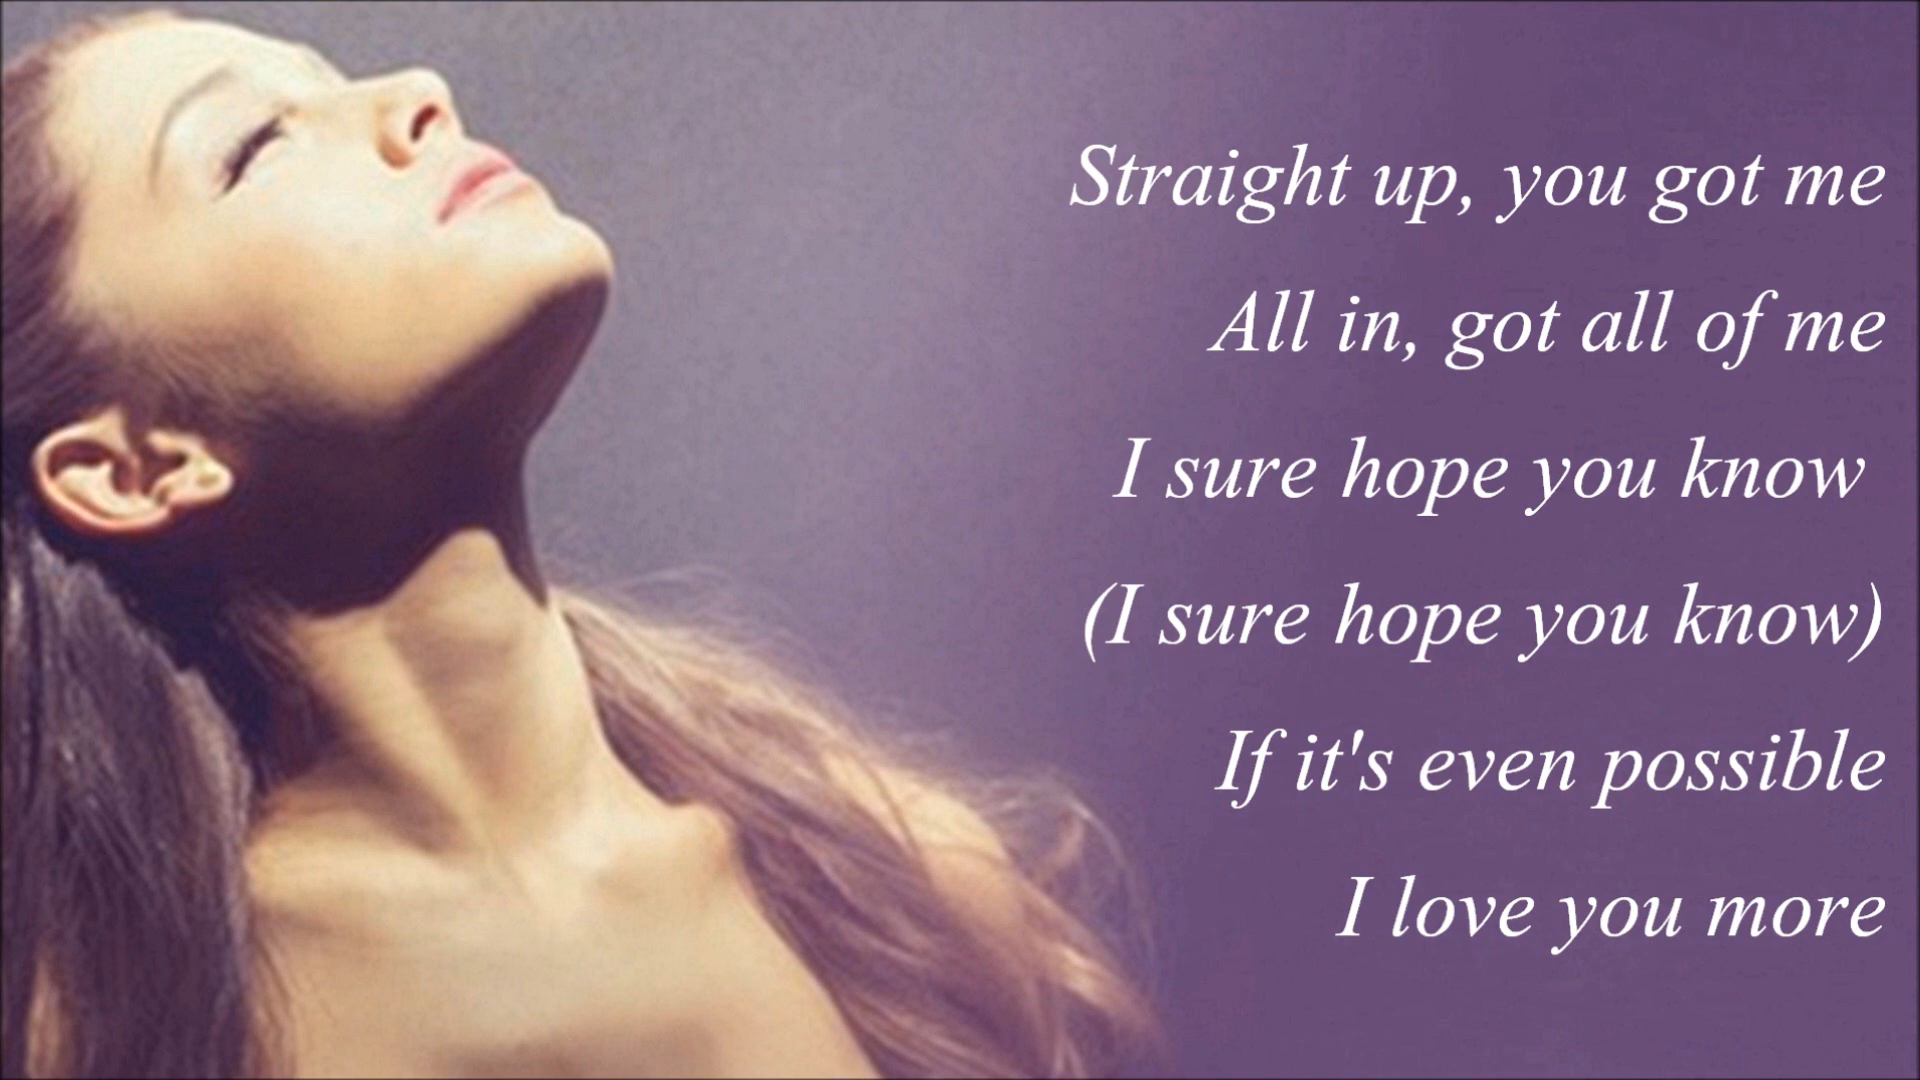 Straight up, you got me
All in, got all of me
I sure hope you know
(I sure hope you know)
If it's even possible
I love you more